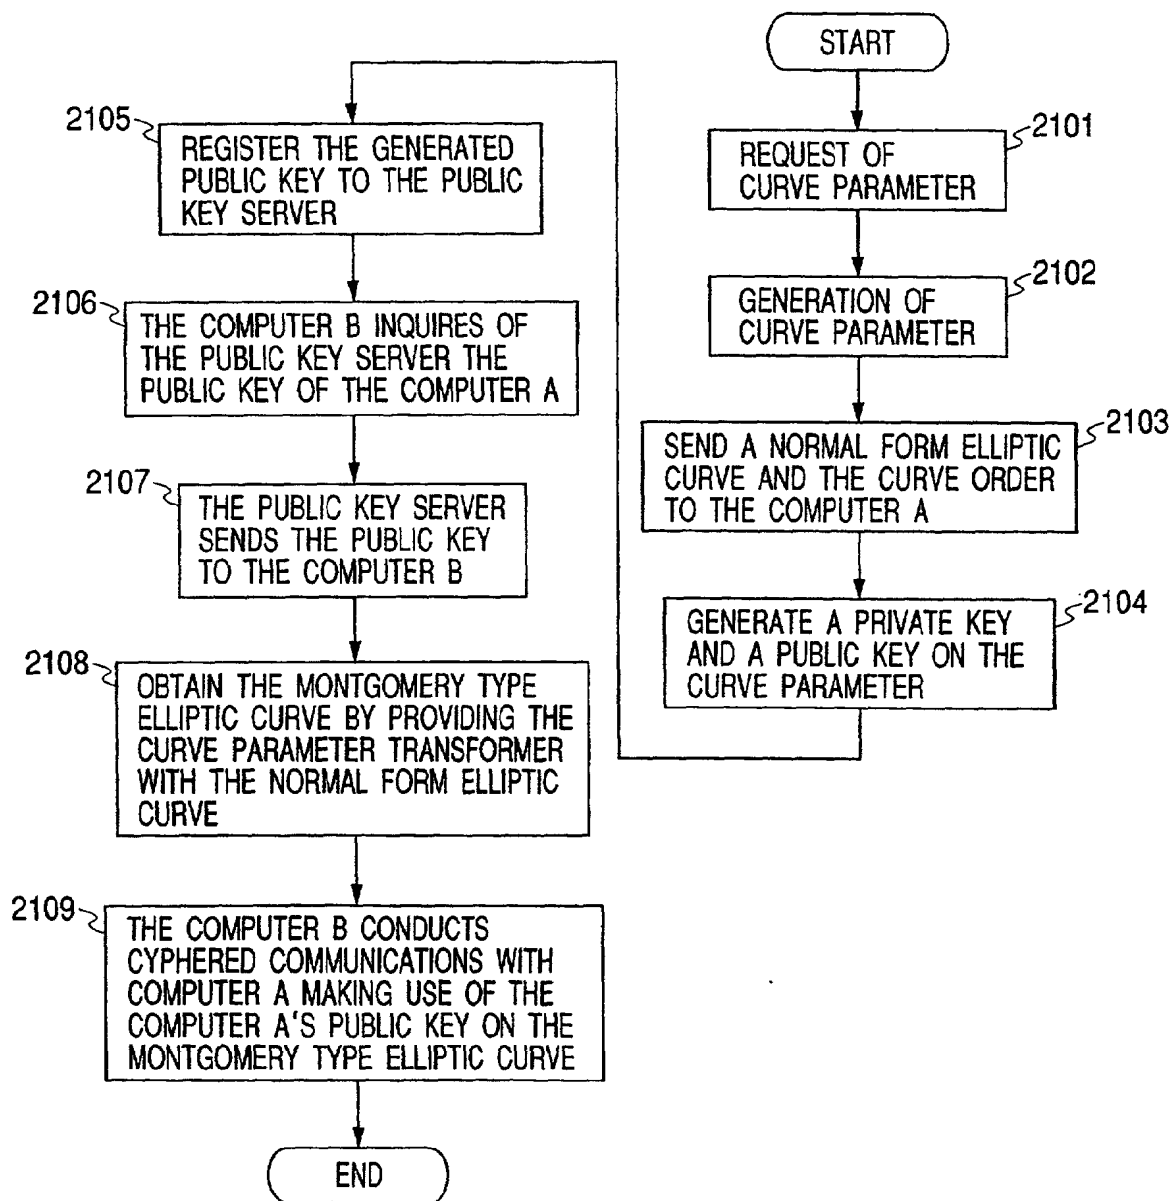 START
2101
REQUEST OF
CURVE PARAMETER
2102
GENERATION OF
CURVE PARAMETER
2103
SEND A NORMAL FORM ELLIPTIC
CURVE AND THE CURVE ORDER
TO THE COMPUTER A
2104
GENERATE A PRIVATE KEY
AND A PUBLIC KEY ON THE
CURVE PARAMETER
2105
REGISTER THE GENERATED
PUBLIC KEY TO THE PUBLIC
KEY SERVER
2106
THE COMPUTER B INQUIRES OF
THE PUBLIC KEY SERVER THE
PUBLIC KEY OF THE COMPUTER A
2107
THE PUBLIC KEY SERVER
SENDS THE PUBLIC KEY
TO THE COMPUTER B
2108
OBTAIN THE MONTGOMERY TYPE
ELLIPTIC CURVE BY PROVIDING THE
CURVE PARAMETER TRANSFORMER
WITH THE NORMAL FORM ELLIPTIC
CURVE
2109
THE COMPUTER B CONDUCTS
CYPHERED COMMUNICATIONS WITH
COMPUTER A MAKING USE OF THE
COMPUTER A'S PUBLIC KEY ON THE
MONTGOMERY TYPE ELLIPTIC CURVE
END